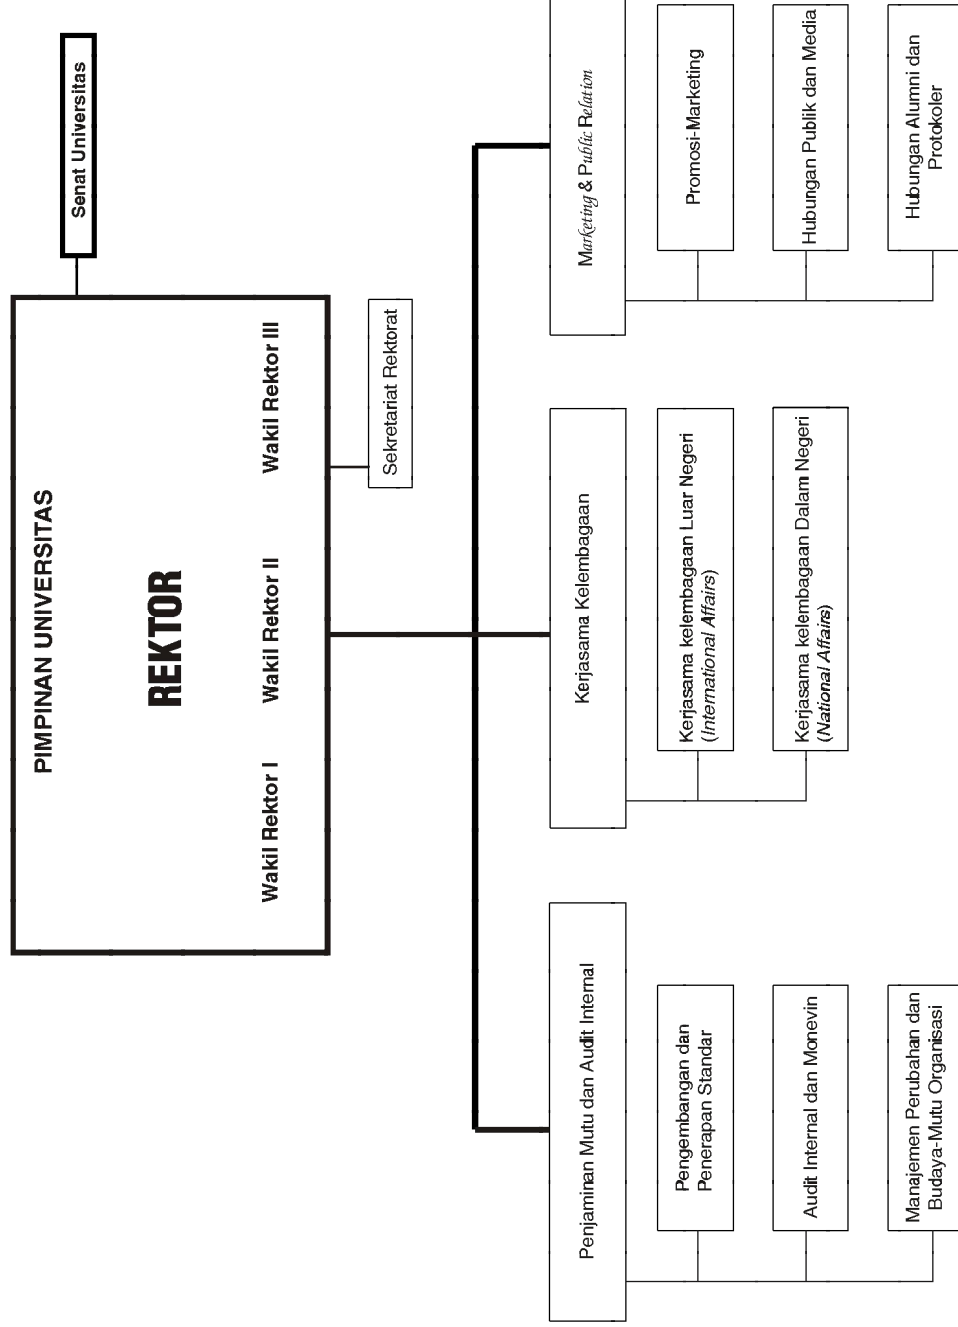 Senat Universitas
PIMPINAN UNIVERSITAS
REKTOR
Wakil Rektor I
Wakil Rektor II
Wakil Rektor III
Sekretariat Rektorat
Penjaminan Mutu dan Audit Internal
Pengembangan dan
Penerapan Standar
Audit Internal dan Monevin
Manajemen Perubahan dan
Budaya-Mutu Organisasi
Kerjasama Kelembagaan
Kerjasama kelembagaan Luar Negeri
(International Affairs)
Kerjasama kelembagaan Dalam Negeri
(National Affairs)
Marketing & Public Relation
Promosi-Marketing
Hubungan Publik dan Media
Hubungan Alumni dan
Protokoler